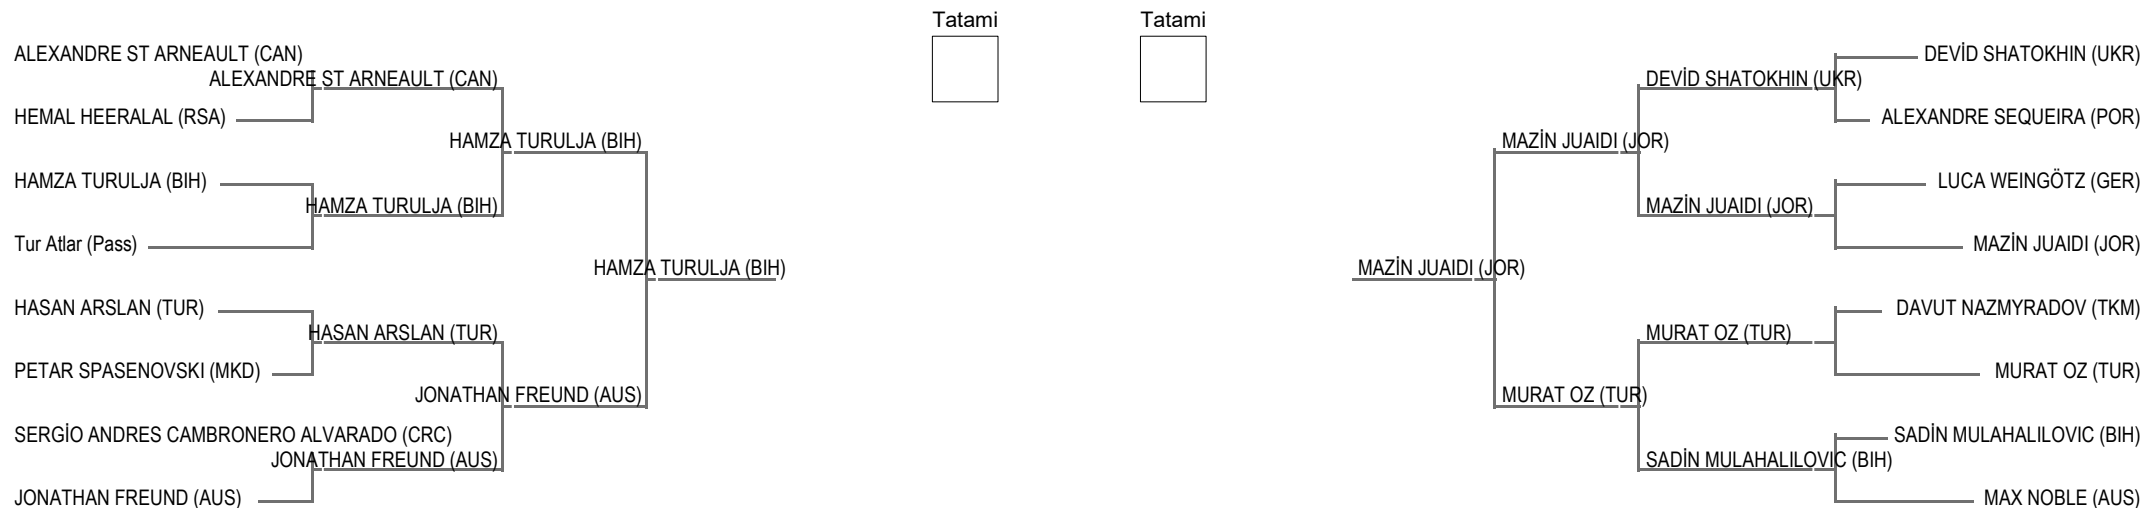 Tatami
Tatami
ALEXANDRE ST ARNEAULT (CAN)
ALEXANDRE ST ARNEAULT (CAN)
HEMAL HEERALAL (RSA)
HAMZA TURULJA (BIH)
HAMZA TURULJA (BIH)
HAMZA TURULJA (BIH)
Tur Atlar (Pass)
HAMZA TURULJA (BIH)
HASAN ARSLAN (TUR)
HASAN ARSLAN (TUR)
PETAR SPASENOVSKI (MKD)
JONATHAN FREUND (AUS)
SERGİO ANDRES CAMBRONERO ALVARADO (CRC)
JONATHAN FREUND (AUS)
JONATHAN FREUND (AUS)
DEVİD SHATOKHIN (UKR)
DEVİD SHATOKHIN (UKR)
ALEXANDRE SEQUEIRA (POR)
MAZİN JUAIDI (JOR)
LUCA WEINGÖTZ (GER)
MAZİN JUAIDI (JOR)
MAZİN JUAIDI (JOR)
MAZİN JUAIDI (JOR)
DAVUT NAZMYRADOV (TKM)
MURAT OZ (TUR)
MURAT OZ (TUR)
MURAT OZ (TUR)
SADİN MULAHALILOVIC (BIH)
SADİN MULAHALILOVIC (BIH)
MAX NOBLE (AUS)